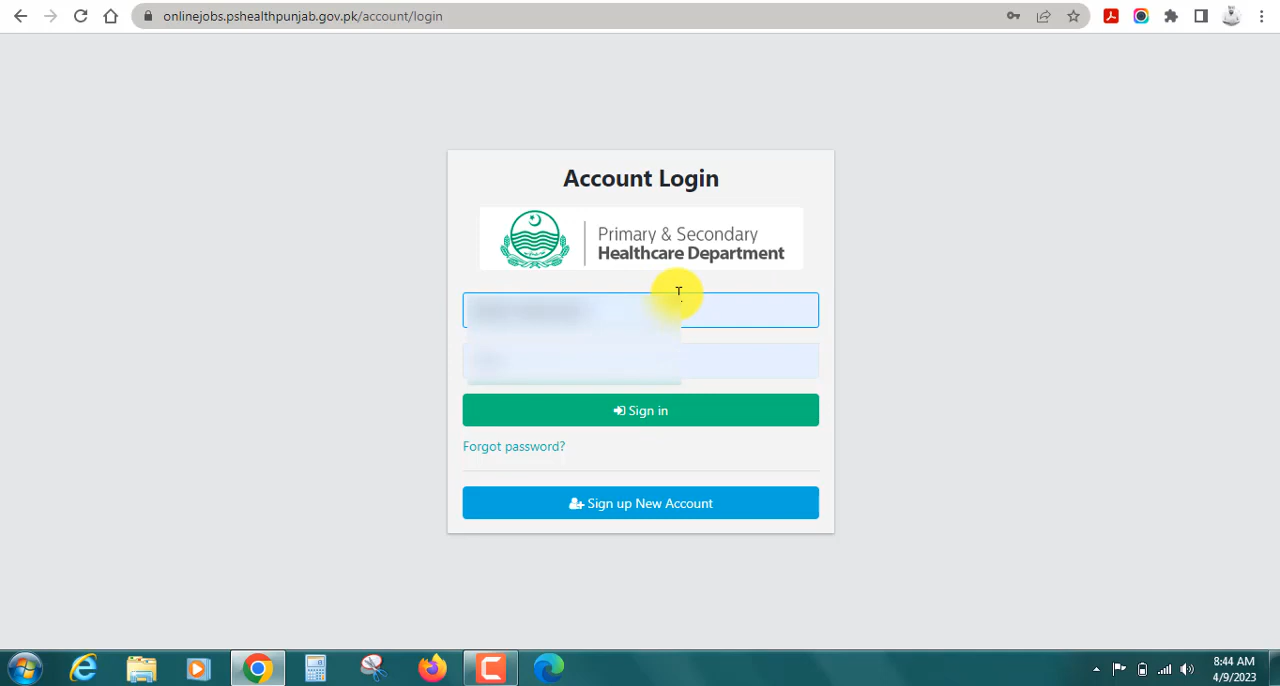 onlinejobs.pshealthpunjab.gov.pk/account/login
Account Login
Primary & Secondary
Healthcare Department
Sign in
Forgot password?
Sign up New Account
8:44 AM
4/9/2023